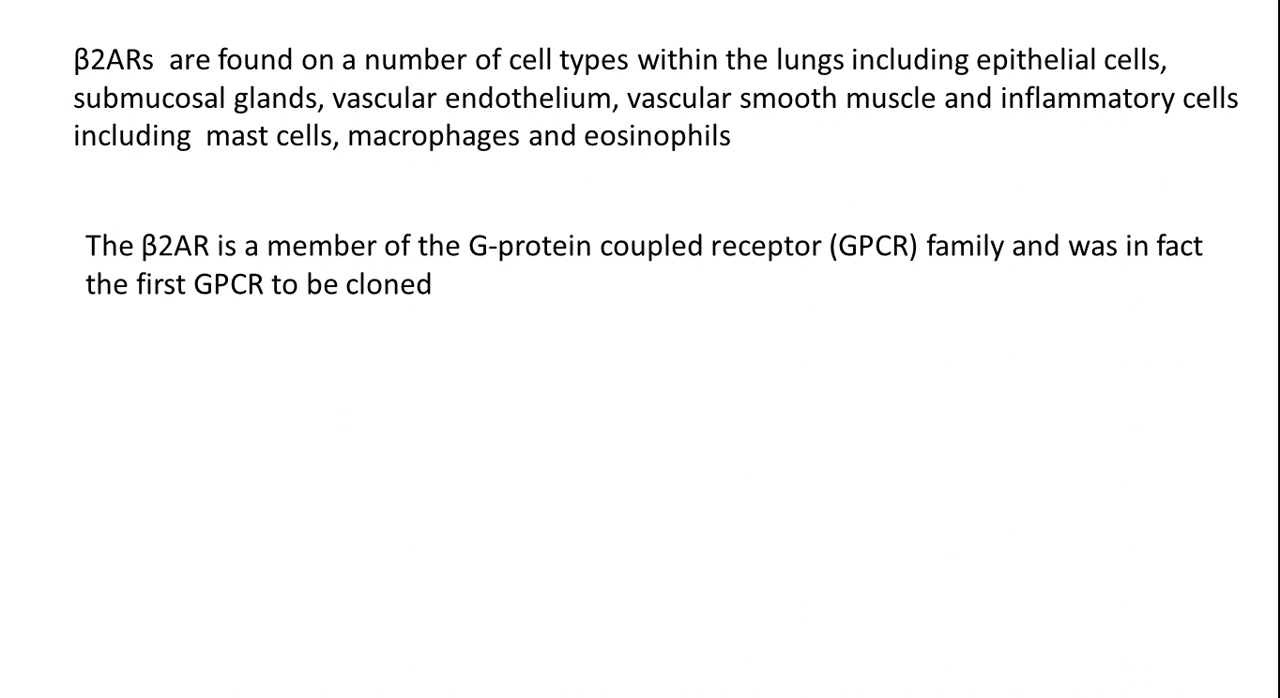 β2ARs  are found on a number of cell types within the lungs including epithelial cells,
submucosal glands, vascular endothelium, vascular smooth muscle and inflammatory cells
including  mast cells, macrophages and eosinophils
The β2AR is a member of the G-protein coupled receptor (GPCR) family and was in fact
the first GPCR to be cloned